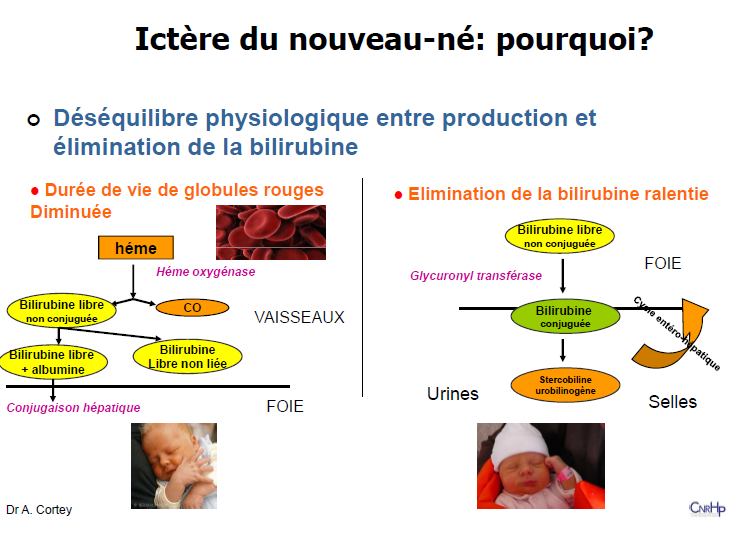 Ictère du nouveau-né: pourquoi?
Déséquilibre physiologique entre production et
élimination de la bilirubine
Durée de vie de globules rouges
Diminuée
héme
Héme oxygénase
Bilirubine libre
non conjuguée
CO
VAISSEAUX
Bilirubine libre
+ albumine
Bilirubine
Libre non liée
Conjugaison hépatique
FOIE
Elimination de la bilirubine ralentie
Bilirubine libre
non conjuguée
FOIE
Glycuronyl transférase
Bilirubine
conjuguée
Cycle entéro-hépatique
Stercobiline
urobilinogène
Urines
Selles
Dr A. Cortey
CNRHP